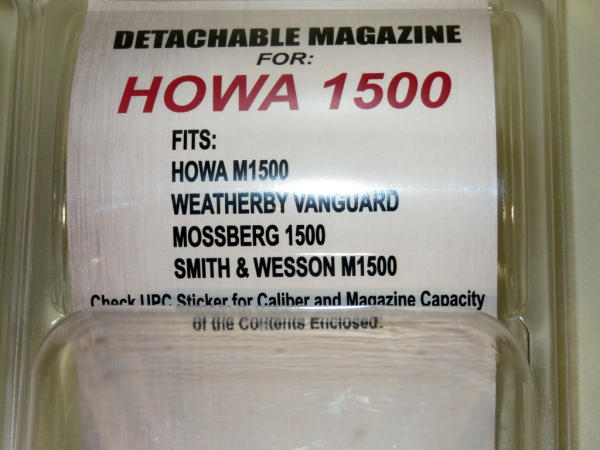 DETACHABLE MAGAZINE
FOR:
HOWA 1500
FITS:
HOWA M1500
WEATHERBY VANGUARD
MOSSBERG 1500
SMITH & WESSON M1500
Check UPC Sticker for Caliber and Magazine Capacity
of the Contents Enclosed.